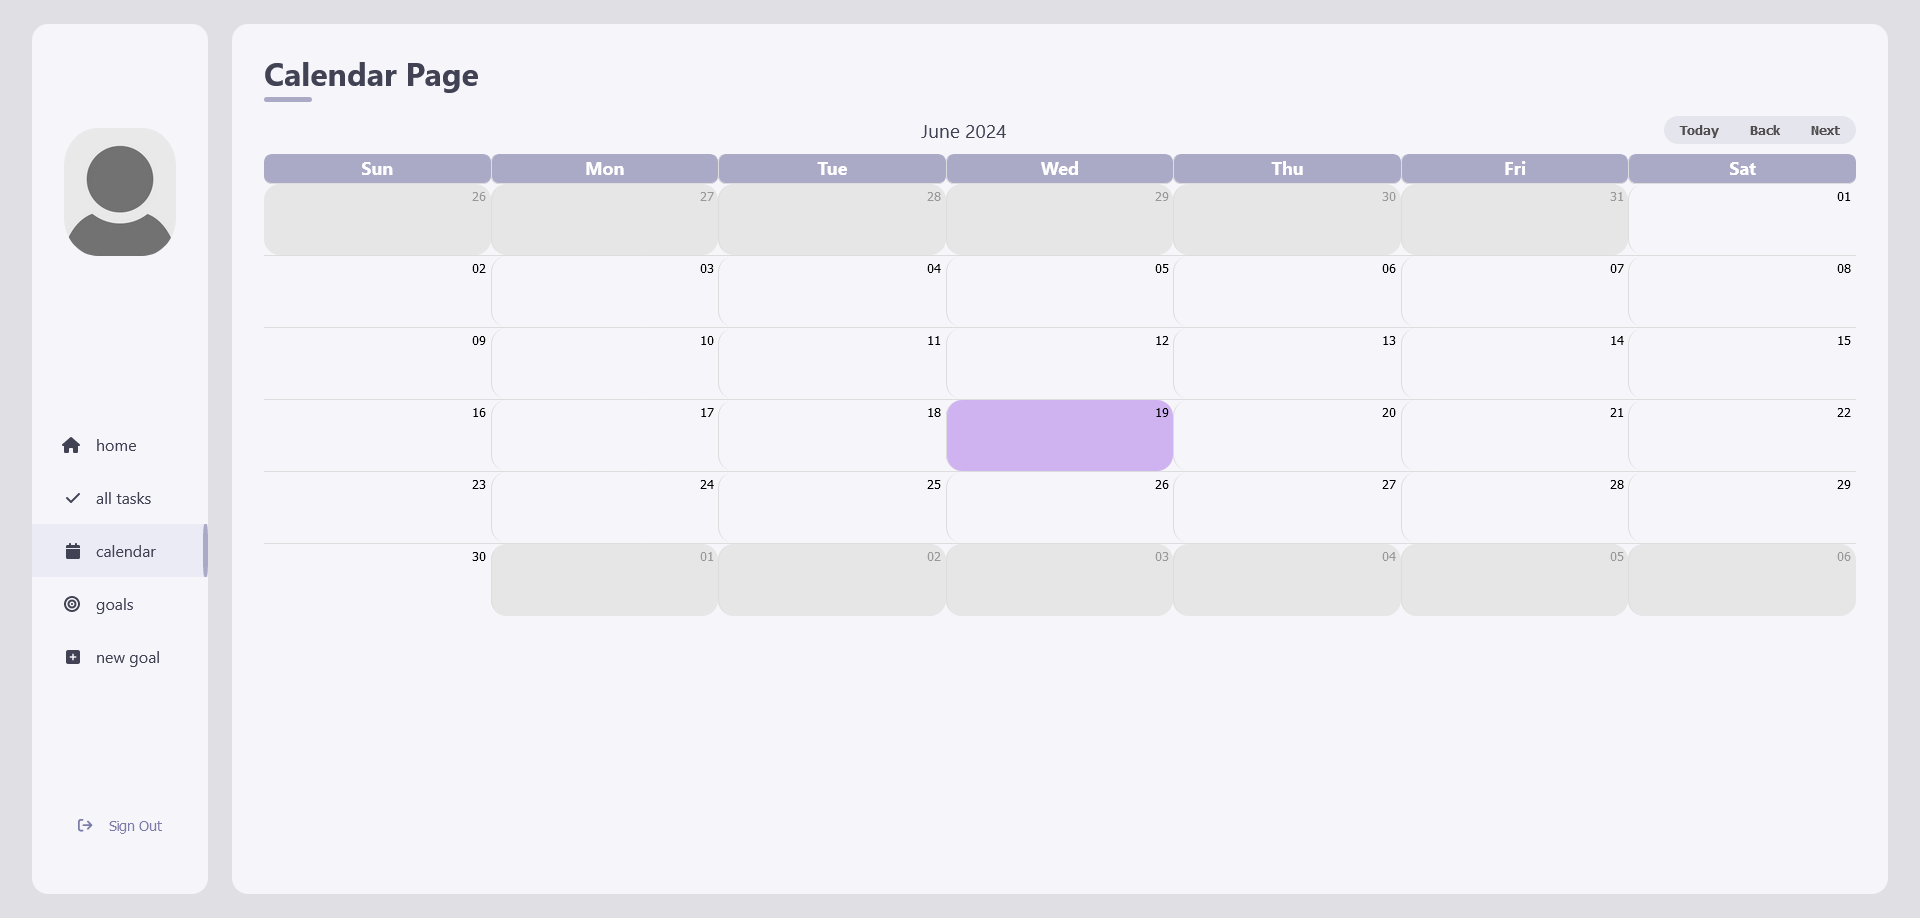 Calendar Page
June 2024
Today Back Next
Sun Mon Tue Wed Thu Fri Sat
26 27 28 29 30 31 01
02 03 04 05 06 07 08
09 10 11 12 13 14 15
16 17 18 19 20 21 22
23 24 25 26 27 28 29
30 01 02 03 04 05 06
home
all tasks
calendar
goals
new goal
Sign Out